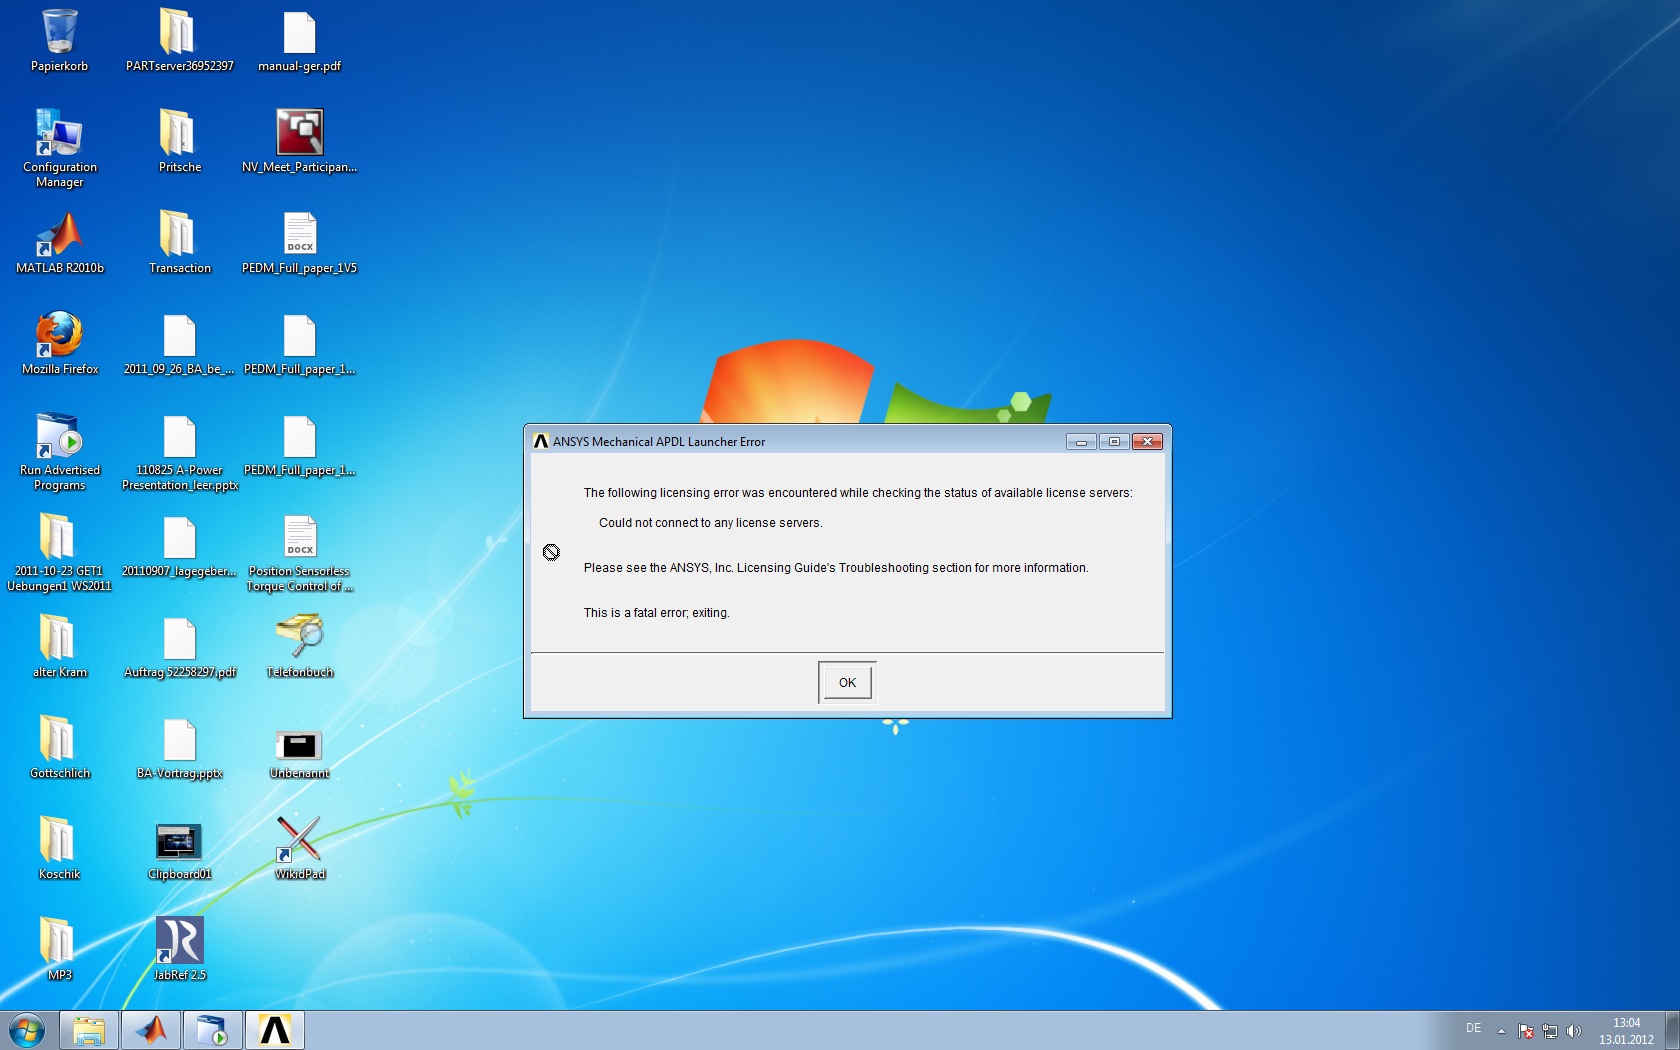 Papierkorb
PARTserver36952397
manual-ger.pdf
Configuration
Manager
Pritsche
NV_Meet_Participan...
MATLAB R2010b
Transaction
DOCX
PEDM_Full_paper_1V5
Mozilla Firefox
2011_09_26_BA_be_...
PEDM_Full_paper_1...
Run Advertised
Programs
110825 A-Power
Presentation_leer.pptx
PEDM_Full_paper_1...
2011-10-23 GET1
Uebungen1 WS2011
20110907_lagegeber...
DOCX
Position Sensorless
Torque Control of ...
alter Kram
Auftrag 52258297.pdf
Telefonbuch
Gottschlich
BA-Vortrag.pptx
Unbenannt
Koschik
Clipboard01
WikidPad
MP3
JabRef 2.5
ANSYS Mechanical APDL Launcher Error
The following licensing error was encountered while checking the status of available license servers:
Could not connect to any license servers.
Please see the ANSYS, Inc. Licensing Guide's Troubleshooting section for more information.
This is a fatal error; exiting.
OK
DE
13:04
13.01.2012